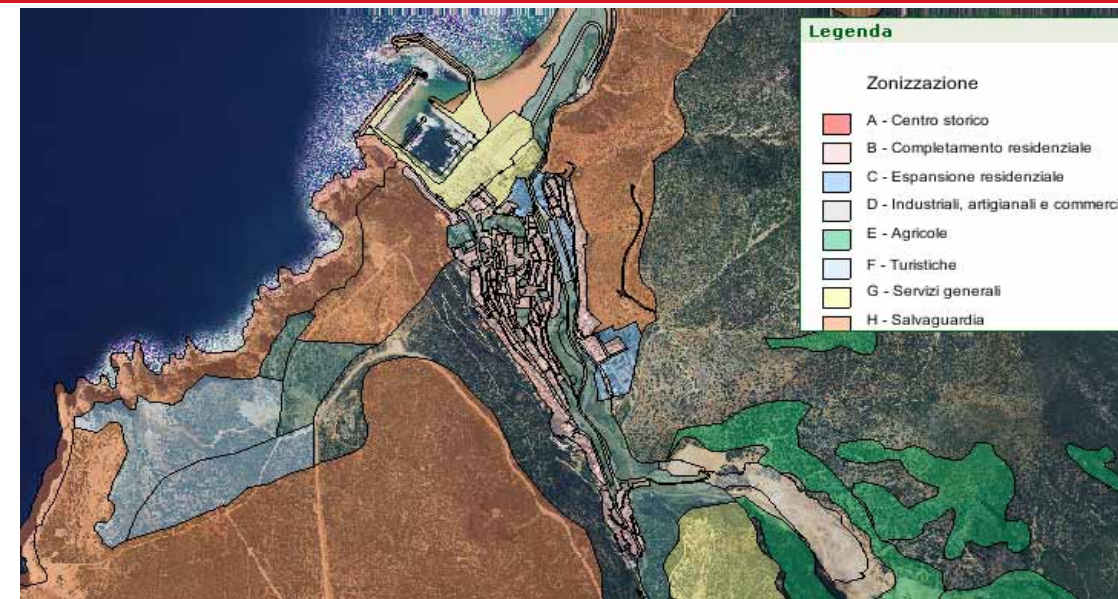 Legenda
Zonizzazione
A - Centro storico
B - Completamento residenziale
C - Espansione residenziale
D - Industriali, artigianali e commerci
E - Agricole
F - Turistiche
G - Servizi generali
H - Salvaguardia